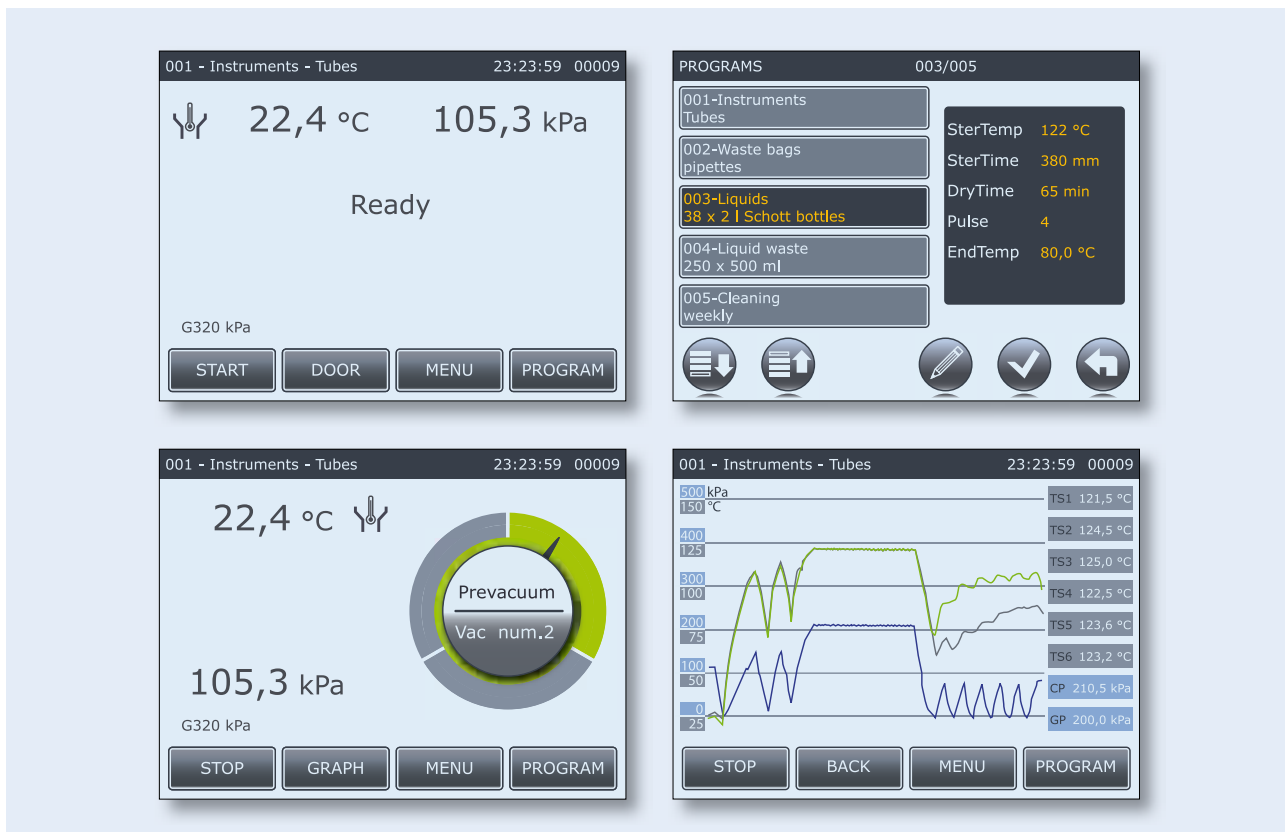 001 - Instruments - Tubes 23:23:59 00009
22,4 °C 105,3 kPa
Ready
G320 kPa
START DOOR MENU PROGRAM
PROGRAMS 003/005
001-Instruments
Tubes
002-Waste bags
pipettes
003-Liquids
38 x 2 l Schott bottles
004-Liquid waste
250 x 500 ml
005-Cleaning
weekly
SterTemp 122 °C
SterTime 380 mm
DryTime 65 min
Pulse 4
EndTemp 80,0 °C
001 - Instruments - Tubes 23:23:59 00009
22,4 °C
Prevacuum
Vac num.2
105,3 kPa
G320 kPa
STOP GRAPH MENU PROGRAM
001 - Instruments - Tubes 23:23:59 00009
500 kPa
150 °C
400
125
300
100
200
75
100
50
0
25
TS1 121,5 °C
TS2 124,5 °C
TS3 125,0 °C
TS4 122,5 °C
TS5 123,6 °C
TS6 123,2 °C
CP 210,5 kPa
GP 200,0 kPa
STOP BACK MENU PROGRAM